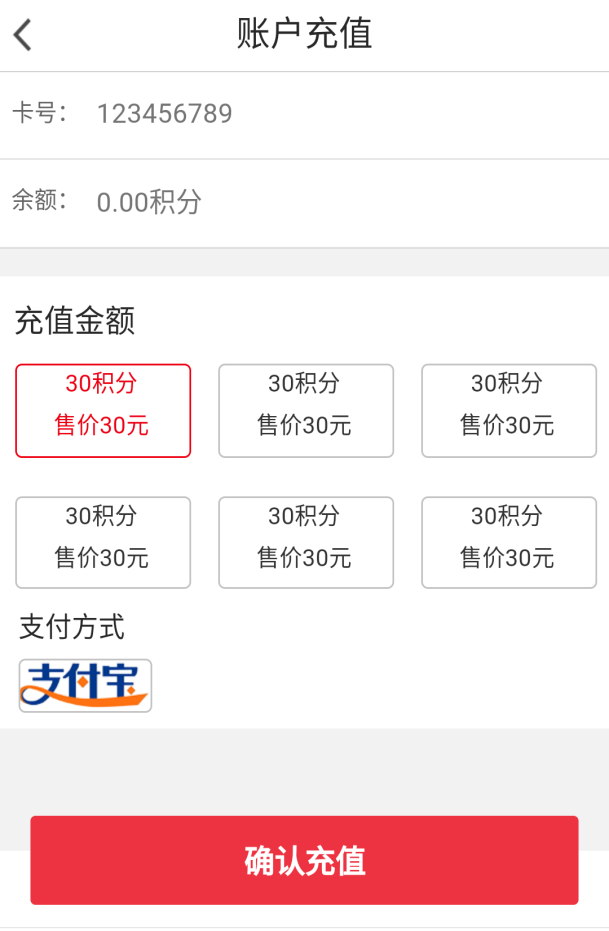 账户充值
卡号： 123456789
余额： 0.00积分
充值金额
30积分 30积分 30积分
售价30元 售价30元 售价30元
30积分 30积分 30积分
售价30元 售价30元 售价30元
支付方式
支付宝
确认充值